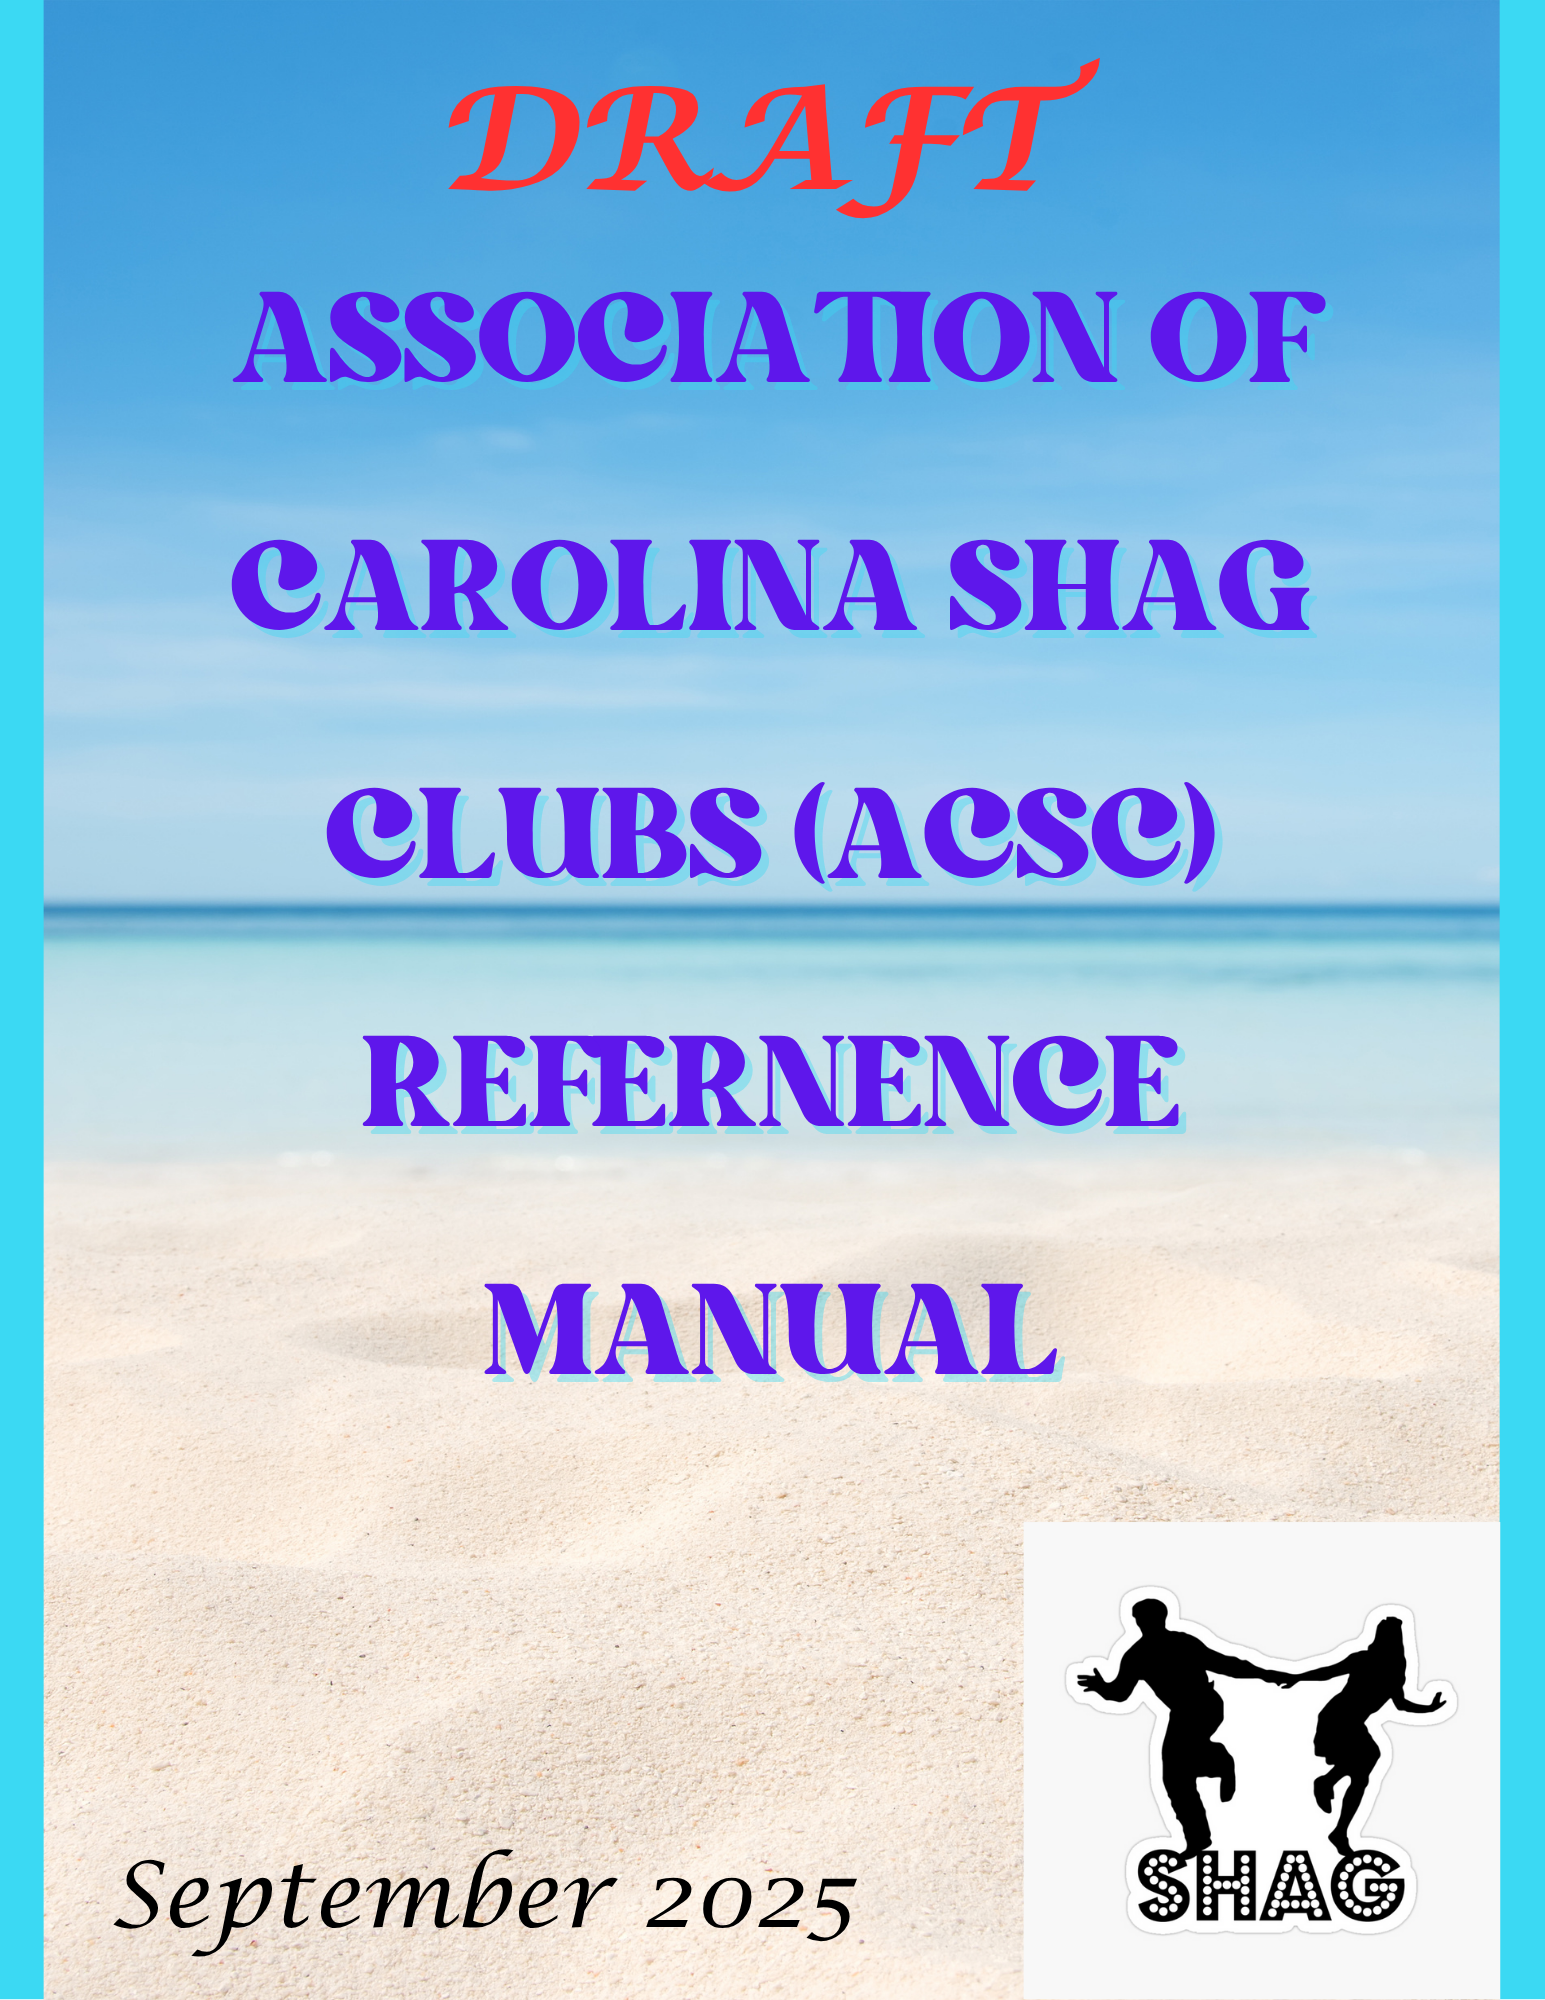 DRAFT
ASSOCIATION OF
CAROLINA SHAG
CLUBS (ACSC)
REFERNENCE
MANUAL
SHAG
September 2025